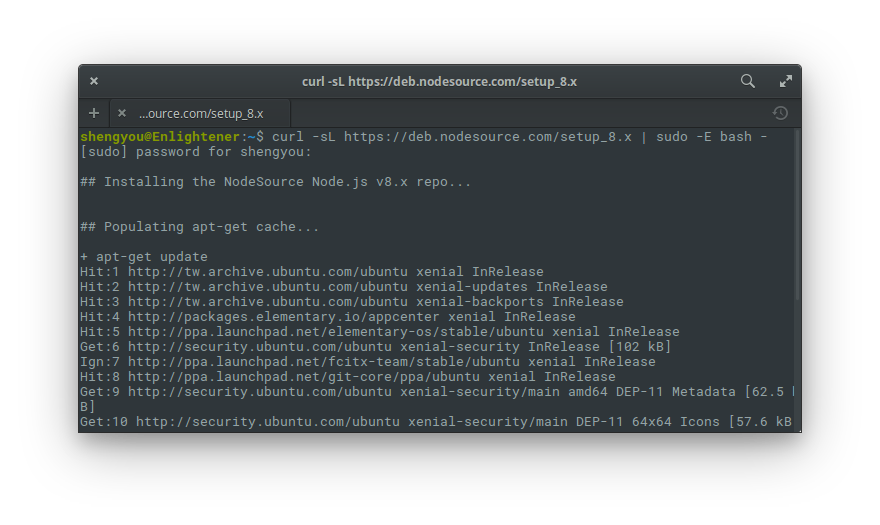 curl -sL https://deb.nodesource.com/setup_8.x
...ource.com/setup_8.x
shengyou@Enlightener:~$ curl -sL https://deb.nodesource.com/setup_8.x | sudo -E bash -
[sudo] password for shengyou:
## Installing the NodeSource Node.js v8.x repo...
## Populating apt-get cache...
+ apt-get update
Hit:1 http://tw.archive.ubuntu.com/ubuntu xenial InRelease
Hit:2 http://tw.archive.ubuntu.com/ubuntu xenial-updates InRelease
Hit:3 http://tw.archive.ubuntu.com/ubuntu xenial-backports InRelease
Hit:4 http://packages.elementary.io/appcenter xenial InRelease
Hit:5 http://ppa.launchpad.net/elementary-os/stable/ubuntu xenial InRelease
Get:6 http://security.ubuntu.com/ubuntu xenial-security InRelease [102 kB]
Ign:7 http://ppa.launchpad.net/fcitx-team/stable/ubuntu xenial InRelease
Hit:8 http://ppa.launchpad.net/git-core/ppa/ubuntu xenial InRelease
Get:9 http://security.ubuntu.com/ubuntu xenial-security/main amd64 DEP-11 Metadata [62.5 k
B]
Get:10 http://security.ubuntu.com/ubuntu xenial-security/main DEP-11 64x64 Icons [57.6 kB